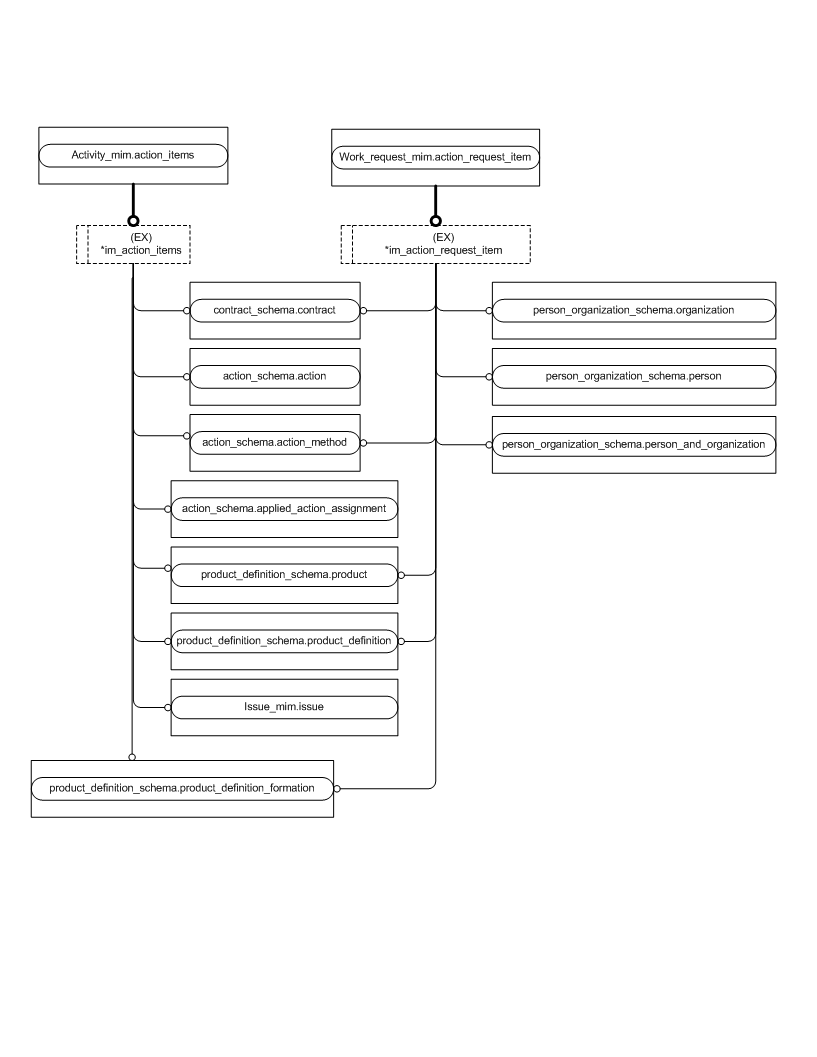 Activity_mim.action_items
Work_request_mim.action_request_item
(EX)
*im_action_items
(EX)
*im_action_request_item
contract_schema.contract
person_organization_schema.organization
action_schema.action
person_organization_schema.person
action_schema.action_method
person_organization_schema.person_and_organization
action_schema.applied_action_assignment
product_definition_schema.product
product_definition_schema.product_definition
Issue_mim.issue
product_definition_schema.product_definition_formation